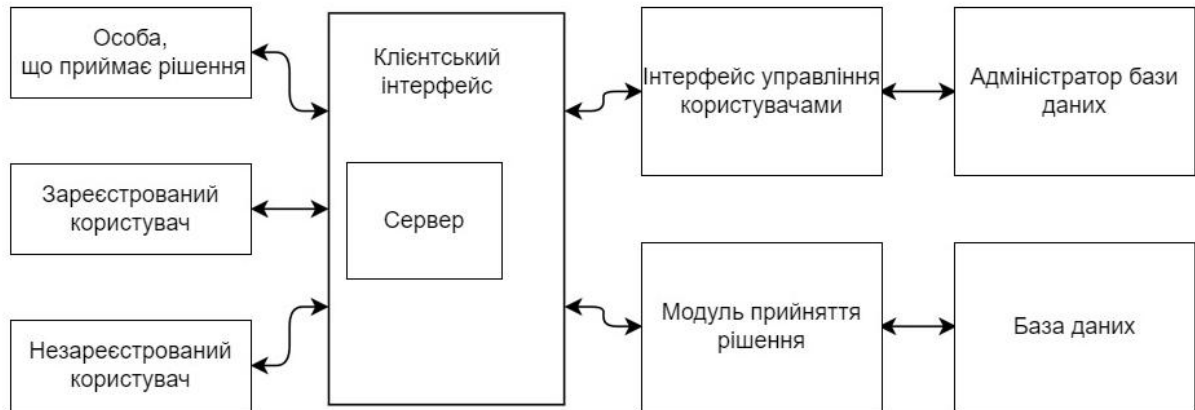 Особа,
що приймає рішення
Зареєстрований
користувач
Незареєстрований
користувач
Клієнтський
інтерфейс
Сервер
Інтерфейс управління
користувачами
Адміністратор бази
даних
Модуль прийняття
рішення
База даних